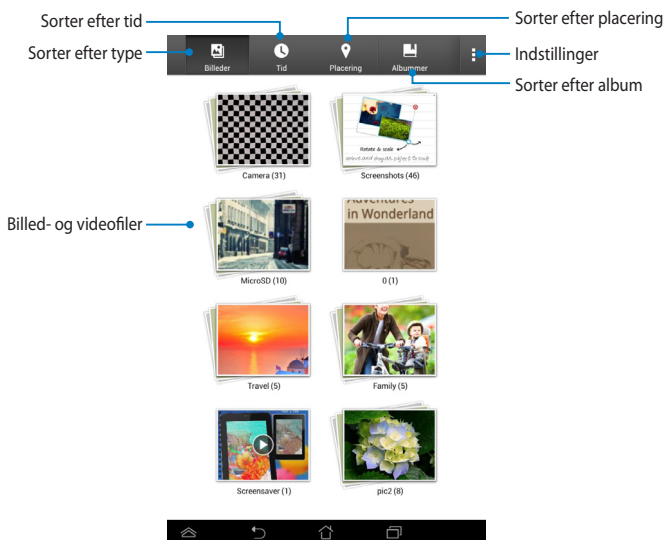 Sorter efter tid
Sorter efter placering
Sorter efter type
Indstillinger
Sorter efter album
Billeder
Tid
Placering
Albummer
Rotate & scale
Camera (31)
Screenshots (46)
Billed- og videofiler
Adventures
in Wonderland
MicroSD (10)
0 (1)
Travel (5)
Family (5)
Screensaver (1)
pic2 (8)